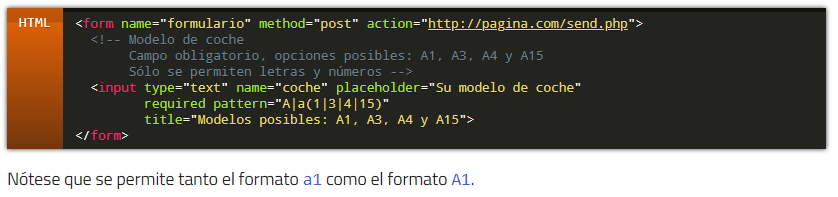 HTML
<form name="formulario" method="post" action="http://pagina.com/send.php">
<!-- Modelo de coche
Campo obligatorio, opciones posibles: A1, A3, A4 y A15
Sólo se permiten letras y números -->
<input type="text" name="coche" placeholder="Su modelo de coche"
required pattern="A|a(1|3|4|15)"
title="Modelos posibles: A1, A3, A4 y A15">
</form>
Nótese que se permite tanto el formato a1 como el formato A1.